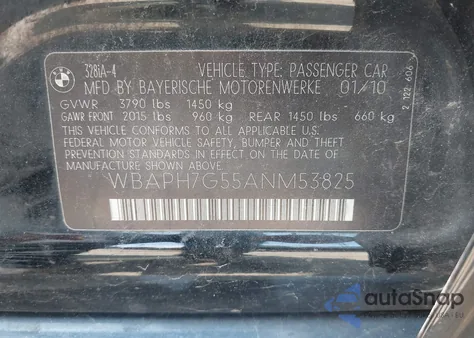 BMW
328iA-4 VEHICLE TYPE: PASSENGER CAR
MFD BY BAYERISCHE MOTORENWERKE 01/10
GVWR 3790 lbs 1450 kg
GAWR FRONT 2015 lbs 960 kg REAR 1450 lbs 660 kg
THIS VEHICLE CONFORMS TO ALL APPLICABLE U.S.
FEDERAL MOTOR VEHICLE SAFETY, BUMPER AND THEFT
PREVENTION STANDARDS IN EFFECT ON THE DATE OF
MANUFACTURE SHOWN ABOVE.
WBAPH7G55ANM53825
autoSnap